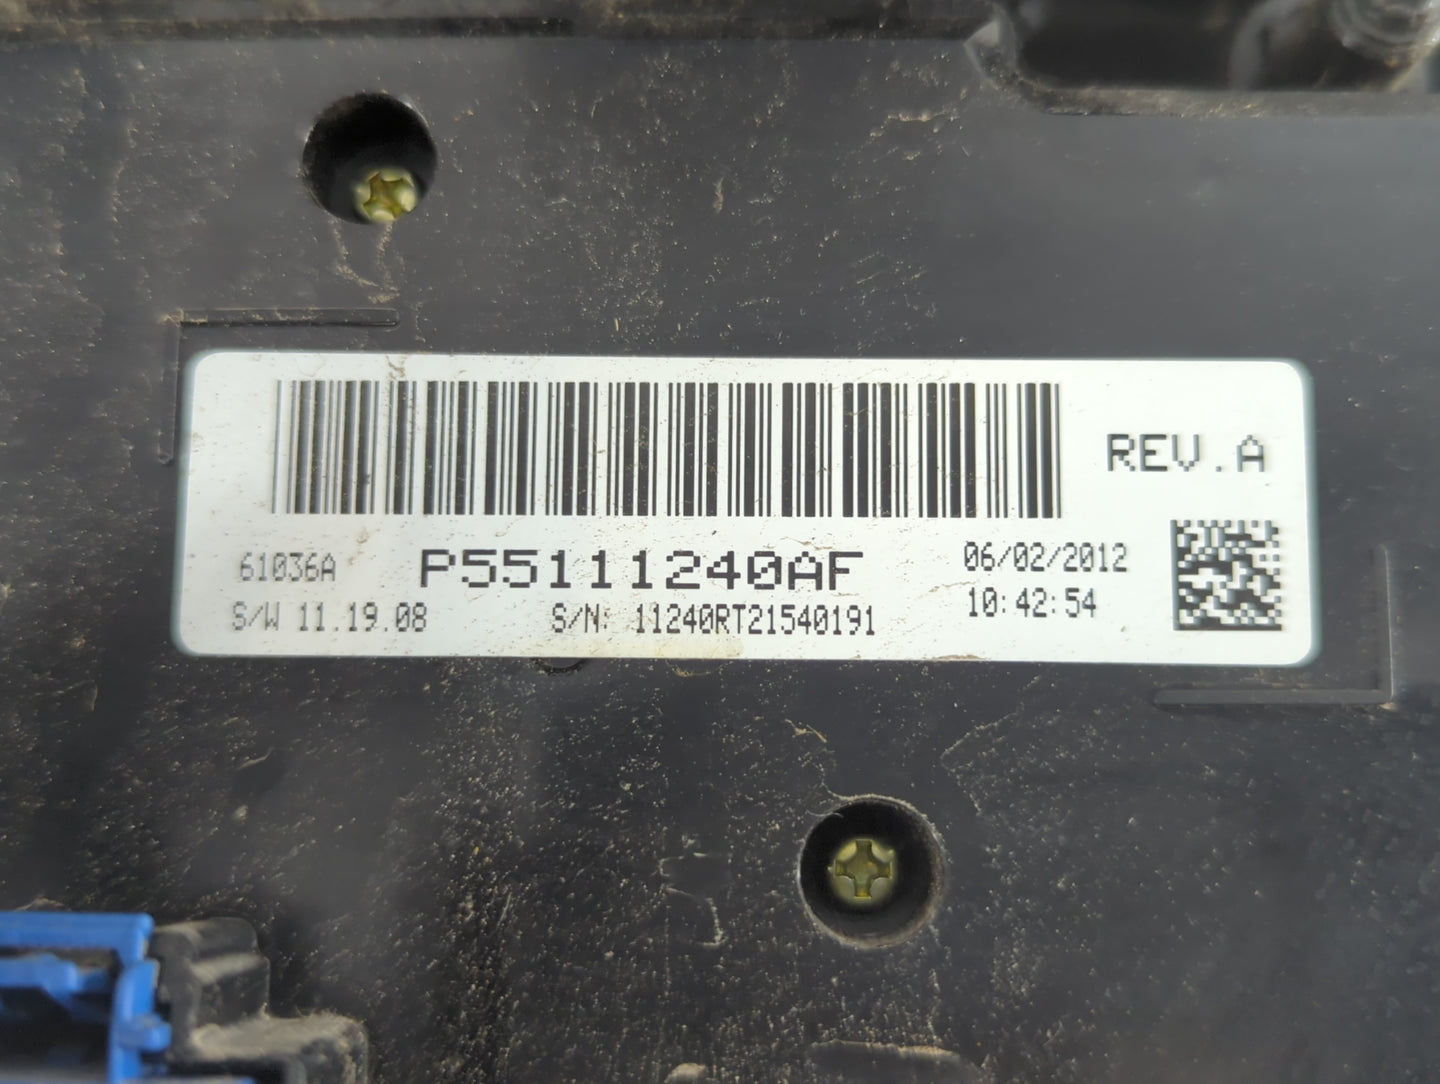 REV.A
61036A P55111240AF 06/02/2012
S/W 11.19.08 S/N: 11240RT21540191 10:42:54